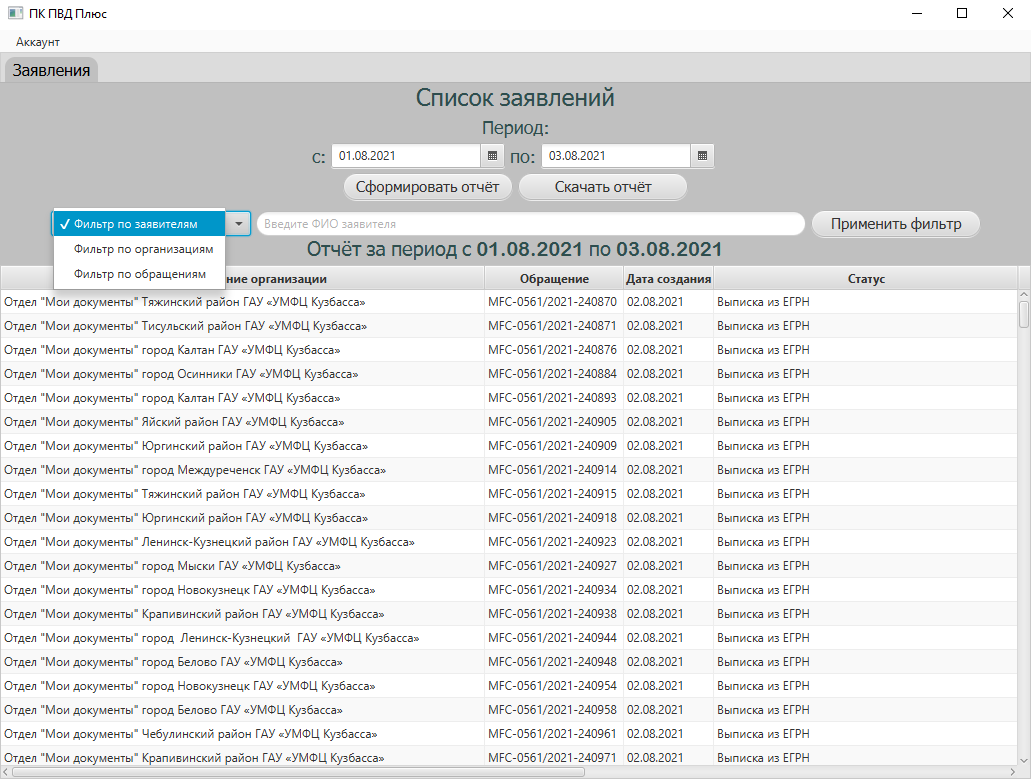 ПК ПВД Плюс
Аккаунт
Заявления
Список заявлений
Период:
с: 01.08.2021 по: 03.08.2021
Сформировать отчёт Скачать отчёт
Фильтр по заявителям Введите ФИО заявителя Применить фильтр
Фильтр по организациям
Фильтр по обращениям
Отчёт за период с 01.08.2021 по 03.08.2021
ние организации Обращение Дата создания Статус
Отдел "Мои документы" Тяжинский район ГАУ «УМФЦ Кузбасса» MFC-0561/2021-240870 02.08.2021 Выписка из ЕГРН
Отдел "Мои документы" Тисульский район ГАУ «УМФЦ Кузбасса» MFC-0561/2021-240871 02.08.2021 Выписка из ЕГРН
Отдел "Мои документы" город Калтан ГАУ «УМФЦ Кузбасса» MFC-0561/2021-240876 02.08.2021 Выписка из ЕГРН
Отдел "Мои документы" город Осинники ГАУ «УМФЦ Кузбасса» MFC-0561/2021-240884 02.08.2021 Выписка из ЕГРН
Отдел "Мои документы" город Калтан ГАУ «УМФЦ Кузбасса» MFC-0561/2021-240893 02.08.2021 Выписка из ЕГРН
Отдел "Мои документы" Яйский район ГАУ «УМФЦ Кузбасса» MFC-0561/2021-240905 02.08.2021 Выписка из ЕГРН
Отдел "Мои документы" Юргинский район ГАУ «УМФЦ Кузбасса» MFC-0561/2021-240909 02.08.2021 Выписка из ЕГРН
Отдел "Мои документы" город Междуреченск ГАУ «УМФЦ Кузбасса» MFC-0561/2021-240914 02.08.2021 Выписка из ЕГРН
Отдел "Мои документы" Тяжинский район ГАУ «УМФЦ Кузбасса» MFC-0561/2021-240915 02.08.2021 Выписка из ЕГРН
Отдел "Мои документы" Юргинский район ГАУ «УМФЦ Кузбасса» MFC-0561/2021-240918 02.08.2021 Выписка из ЕГРН
Отдел "Мои документы" Ленинск-Кузнецкий район ГАУ «УМФЦ Кузбасса» MFC-0561/2021-240923 02.08.2021 Выписка из ЕГРН
Отдел "Мои документы" город Мыски ГАУ «УМФЦ Кузбасса» MFC-0561/2021-240927 02.08.2021 Выписка из ЕГРН
Отдел "Мои документы" город Новокузнецк ГАУ «УМФЦ Кузбасса» MFC-0561/2021-240934 02.08.2021 Выписка из ЕГРН
Отдел "Мои документы" Крапивинский район ГАУ «УМФЦ Кузбасса» MFC-0561/2021-240938 02.08.2021 Выписка из ЕГРН
Отдел "Мои документы" город Ленинск-Кузнецкий ГАУ «УМФЦ Кузбасса» MFC-0561/2021-240944 02.08.2021 Выписка из ЕГРН
Отдел "Мои документы" город Белово ГАУ «УМФЦ Кузбасса» MFC-0561/2021-240948 02.08.2021 Выписка из ЕГРН
Отдел "Мои документы" город Новокузнецк ГАУ «УМФЦ Кузбасса» MFC-0561/2021-240954 02.08.2021 Выписка из ЕГРН
Отдел "Мои документы" город Белово ГАУ «УМФЦ Кузбасса» MFC-0561/2021-240958 02.08.2021 Выписка из ЕГРН
Отдел "Мои документы" Чебулинский район ГАУ «УМФЦ Кузбасса» MFC-0561/2021-240961 02.08.2021 Выписка из ЕГРН
Отдел "Мои документы" Крапивинский район ГАУ «УМФЦ Кузбасса» MFC-0561/2021-240971 02.08.2021 Выписка из ЕГРН